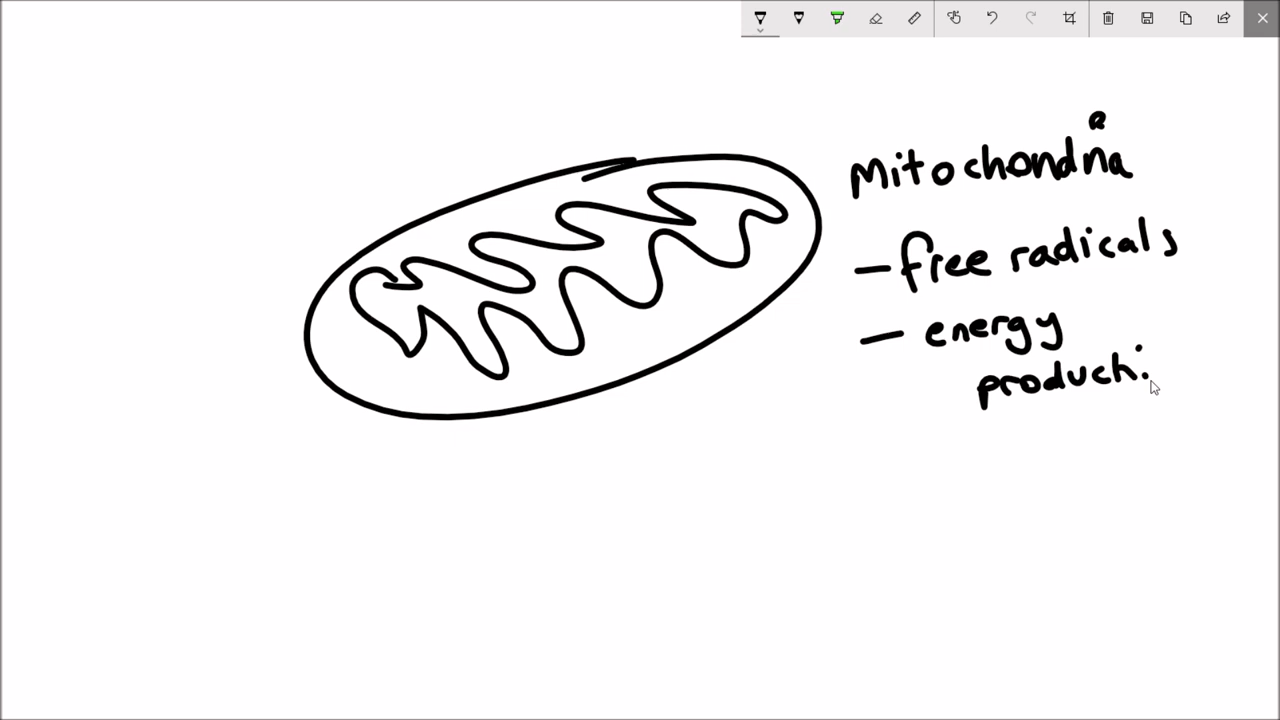 Mitochondria
- free radicals
- energy
producti